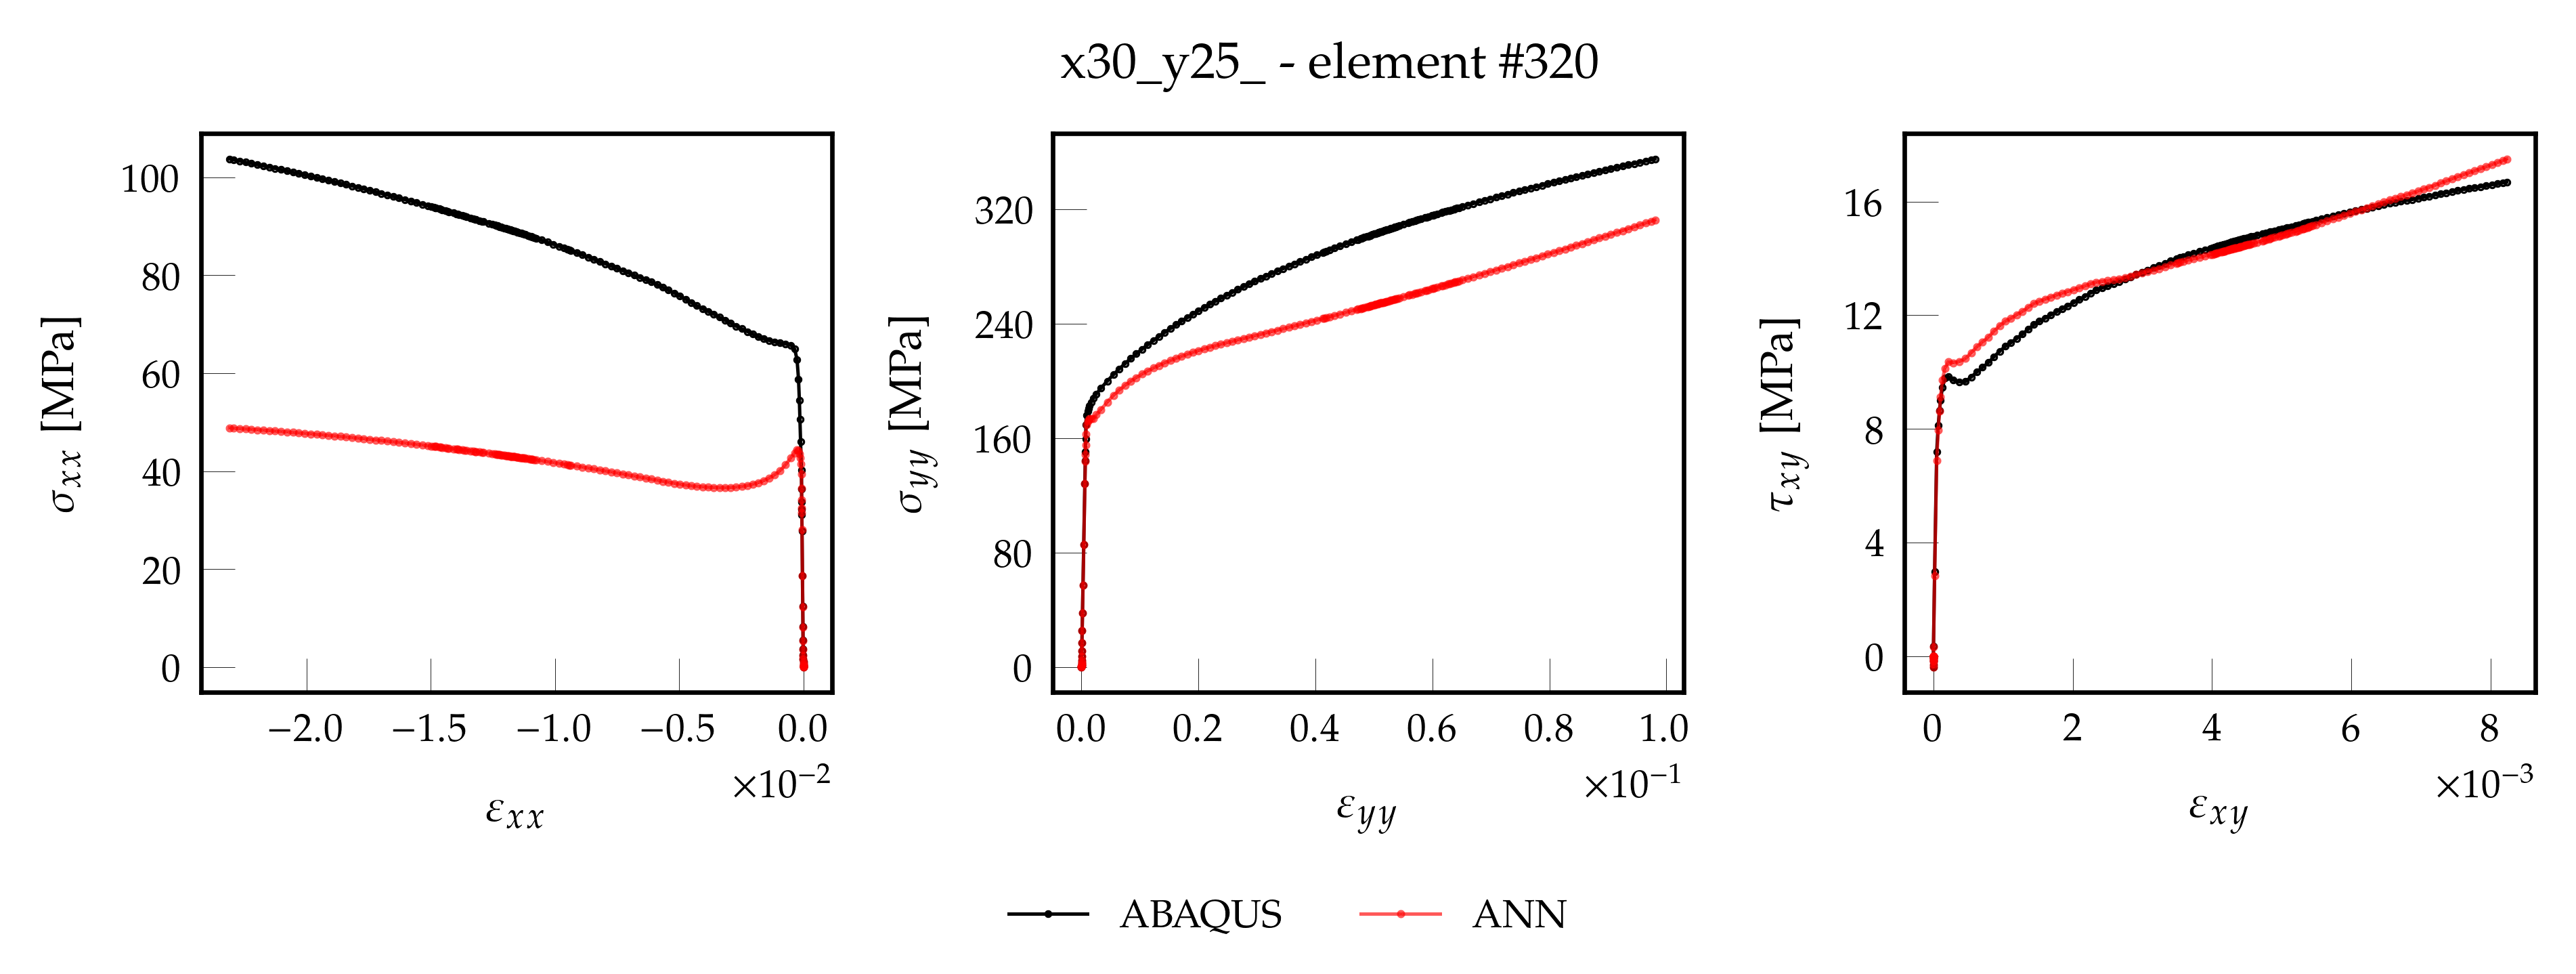 x30_y25_ - element #320
σxx [MPa]
100
80
60
40
20
0
−2.0 −1.5 −1.0 −0.5 0.0
×10−2
εxx
σyy [MPa]
320
240
160
80
0
0.0 0.2 0.4 0.6 0.8 1.0
×10−1
εyy
τxy [MPa]
16
12
8
4
0
0 2 4 6 8
×10−3
εxy
ABAQUS ANN